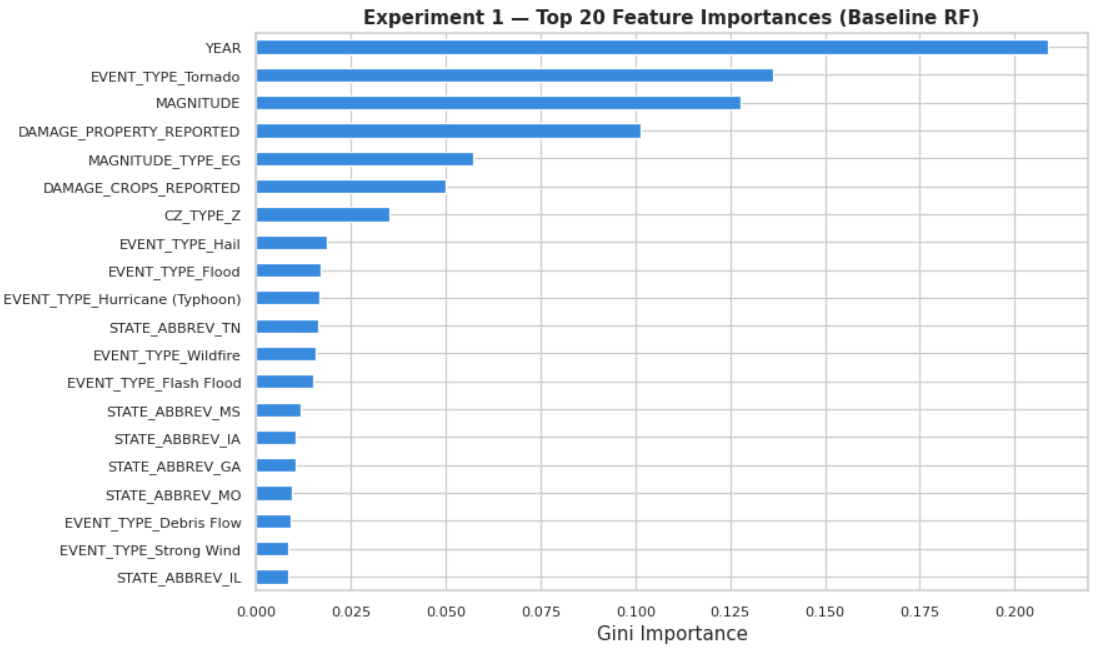 Experiment 1 — Top 20 Feature Importances (Baseline RF)
YEAR
EVENT_TYPE_Tornado
MAGNITUDE
DAMAGE_PROPERTY_REPORTED
MAGNITUDE_TYPE_EG
DAMAGE_CROPS_REPORTED
CZ_TYPE_Z
EVENT_TYPE_Hail
EVENT_TYPE_Flood
EVENT_TYPE_Hurricane (Typhoon)
STATE_ABBREV_TN
EVENT_TYPE_Wildfire
EVENT_TYPE_Flash Flood
STATE_ABBREV_MS
STATE_ABBREV_IA
STATE_ABBREV_GA
STATE_ABBREV_MO
EVENT_TYPE_Debris Flow
EVENT_TYPE_Strong Wind
STATE_ABBREV_IL
0.000 0.025 0.050 0.075 0.100 0.125 0.150 0.175 0.200
Gini Importance